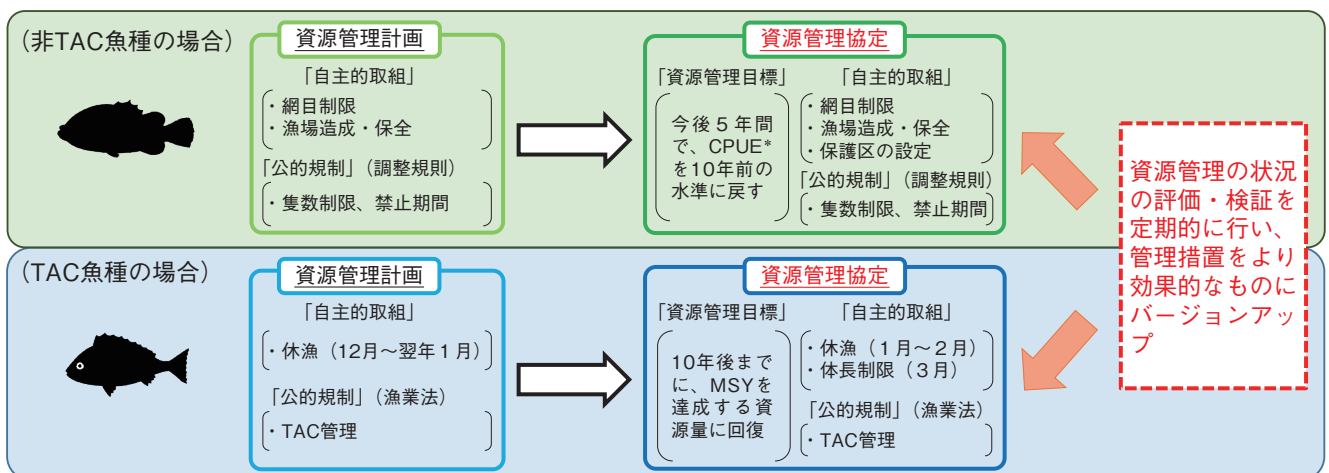 (非TAC魚種の場合)
資源管理計画
「自主的取組」
・網目制限
・漁場造成・保全
「公的規制」(調整規則)
・隻数制限、禁止期間
資源管理協定
「資源管理目標」
今後5年間
で、CPUE*
を10年前の
水準に戻す
「自主的取組」
・網目制限
・漁場造成・保全
・保護区の設定
「公的規制」(調整規則)
・隻数制限、禁止期間
(TAC魚種の場合)
資源管理計画
「自主的取組」
・休漁(12月~翌年1月)
「公的規制」(漁業法)
・TAC管理
資源管理協定
「資源管理目標」
10年後まで
に、MSYを
達成する資
源量に回復
「自主的取組」
・休漁(1月~2月)
・体長制限(3月)
「公的規制」(漁業法)
・TAC管理
資源管理の状況
の評価・検証を
定期的に行い、
管理措置をより
効果的なものに
バージョンアッ
プ